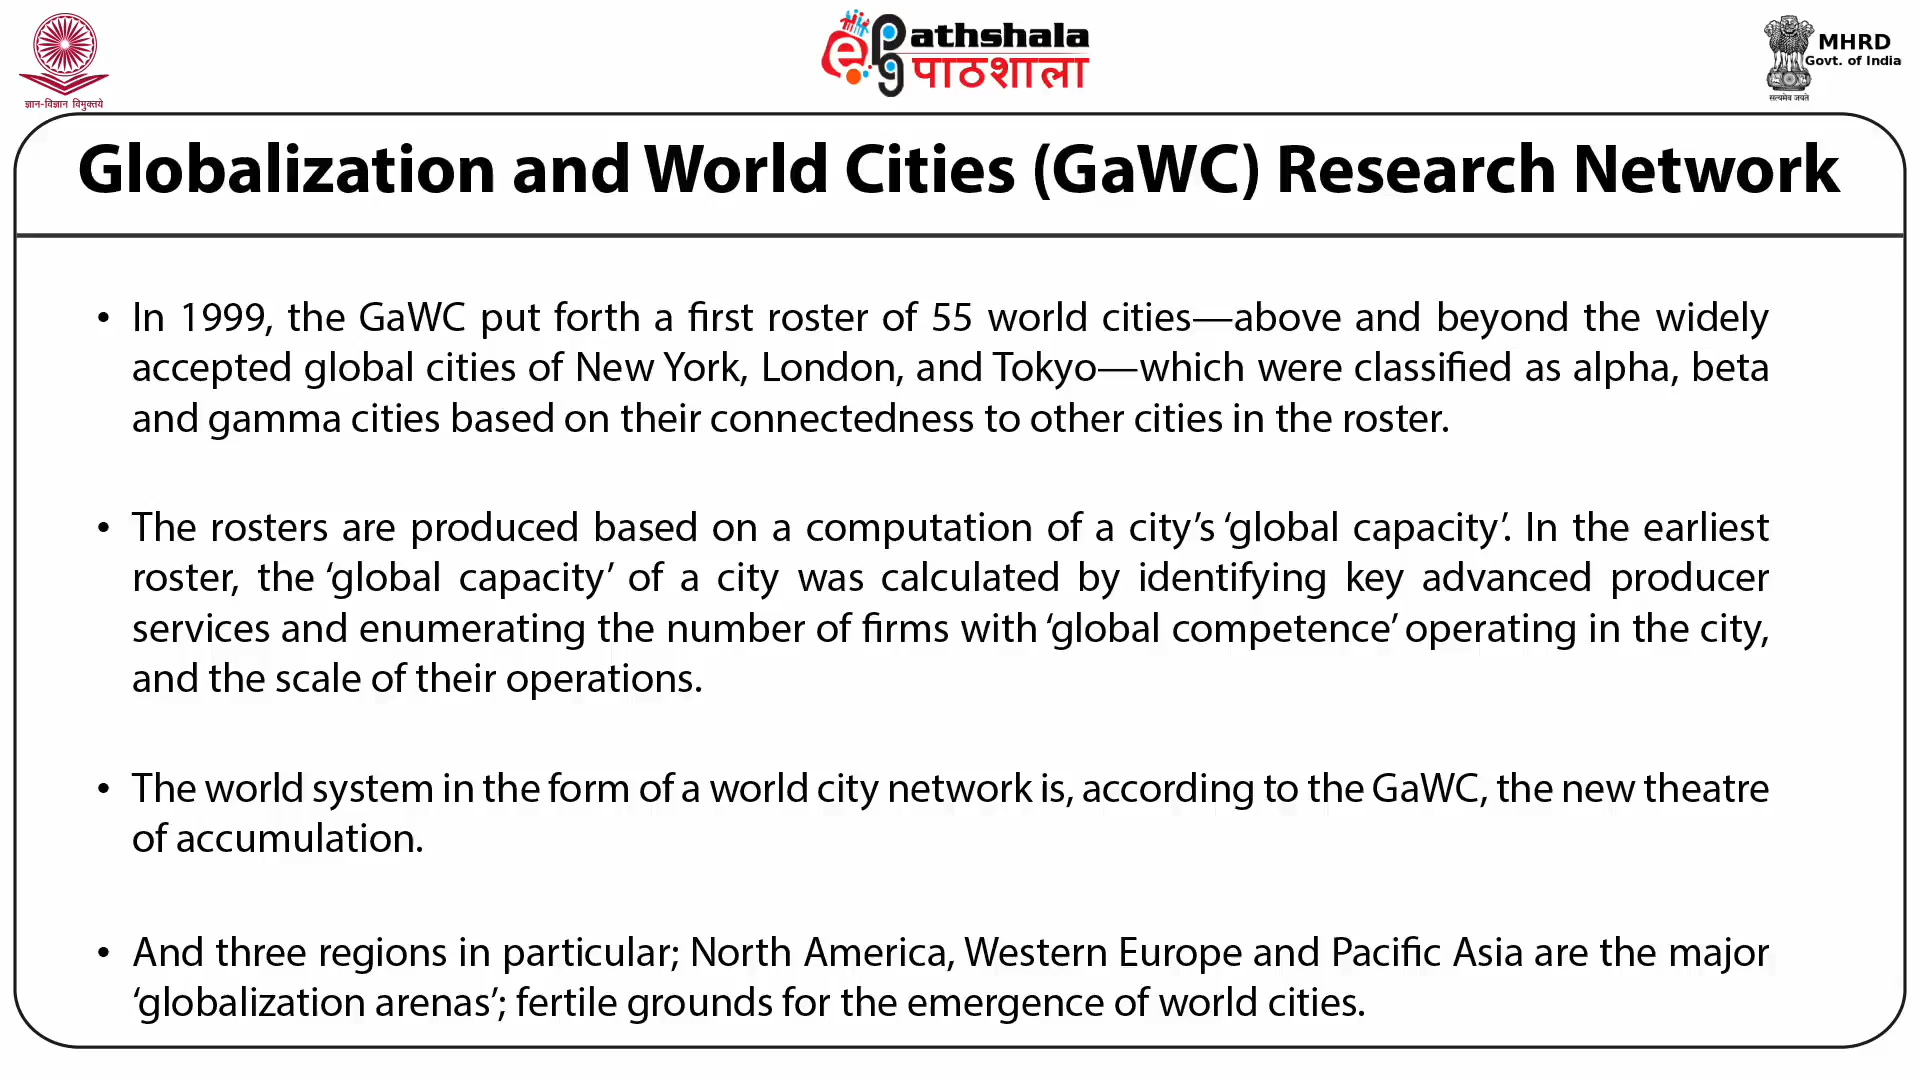 ज्ञान-विज्ञान विमुक्तये
ePathshala
पाठशाला
MHRD
Govt. of India
सत्यमेव जयते
Globalization and World Cities (GaWC) Research Network
• In 1999, the GaWC put forth a first roster of 55 world cities—above and beyond the widely
accepted global cities of New York, London, and Tokyo—which were classified as alpha, beta
and gamma cities based on their connectedness to other cities in the roster.
• The rosters are produced based on a computation of a city’s ‘global capacity’. In the earliest
roster, the ‘global capacity’ of a city was calculated by identifying key advanced producer
services and enumerating the number of firms with ‘global competence’ operating in the city,
and the scale of their operations.
• The world system in the form of a world city network is, according to the GaWC, the new theatre
of accumulation.
• And three regions in particular; North America, Western Europe and Pacific Asia are the major
‘globalization arenas’; fertile grounds for the emergence of world cities.